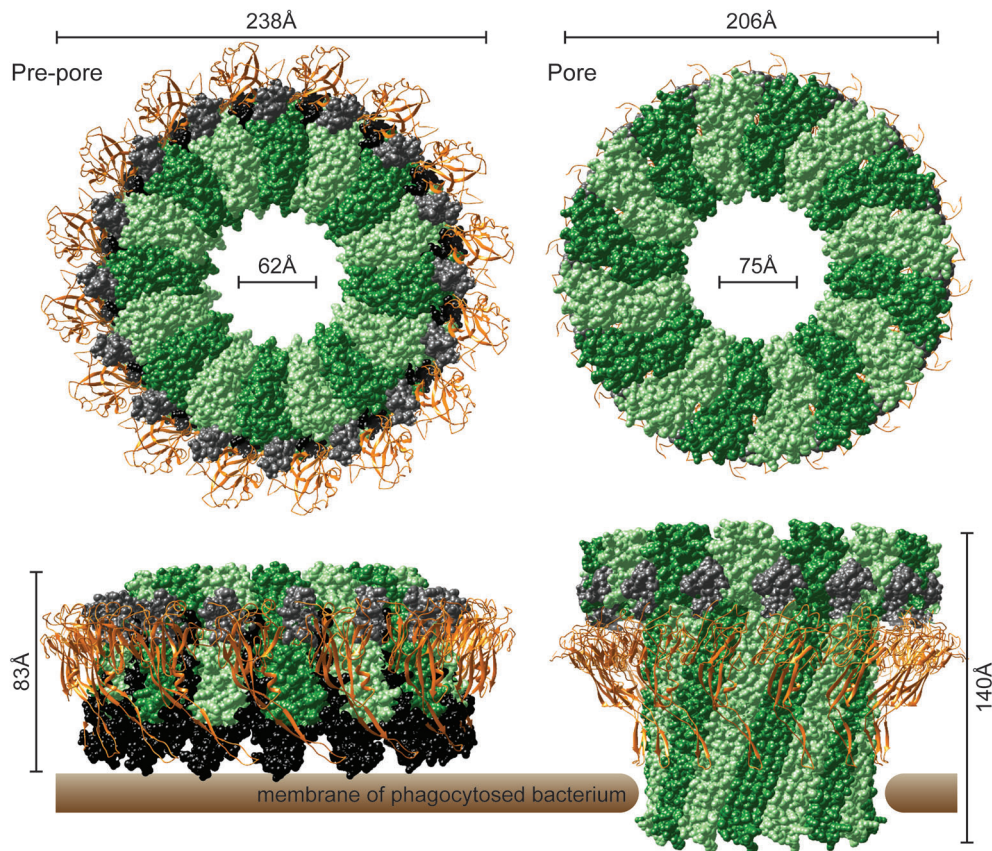 238Å
206Å
Pre-pore
Pore
62Å
75Å
83Å
140Å
membrane of phagocytosed bacterium